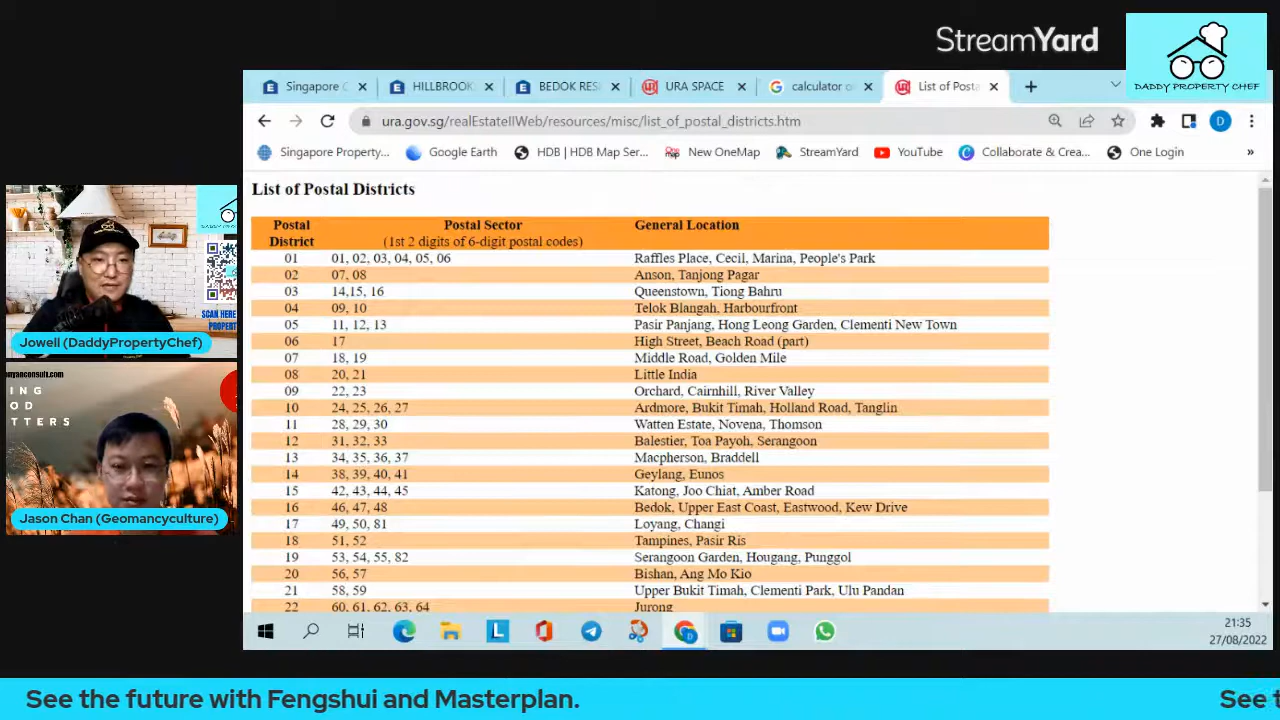 StreamYard
DADDY PROPERTY CHEF
Singapore
HILLBROOK
BEDOK RES
URA SPACE
calculator
List of Posta
ura.gov.sg/realEstateIIWeb/resources/misc/list_of_postal_districts.htm
D
Singapore Property...
Google Earth
HDB | HDB Map Ser...
New OneMap
StreamYard
YouTube
Collaborate & Crea...
One Login
»
List of Postal Districts
Postal District
Postal Sector
(1st 2 digits of 6-digit postal codes)
General Location
01 01, 02, 03, 04, 05, 06 Raffles Place, Cecil, Marina, People's Park
02 07, 08 Anson, Tanjong Pagar
03 14,15, 16 Queenstown, Tiong Bahru
04 09, 10 Telok Blangah, Harbourfront
05 11, 12, 13 Pasir Panjang, Hong Leong Garden, Clementi New Town
06 17 High Street, Beach Road (part)
07 18, 19 Middle Road, Golden Mile
08 20, 21 Little India
09 22, 23 Orchard, Cairnhill, River Valley
10 24, 25, 26, 27 Ardmore, Bukit Timah, Holland Road, Tanglin
11 28, 29, 30 Watten Estate, Novena, Thomson
12 31, 32, 33 Balestier, Toa Payoh, Serangoon
13 34, 35, 36, 37 Macpherson, Braddell
14 38, 39, 40, 41 Geylang, Eunos
15 42, 43, 44, 45 Katong, Joo Chiat, Amber Road
16 46, 47, 48 Bedok, Upper East Coast, Eastwood, Kew Drive
17 49, 50, 81 Loyang, Changi
18 51, 52 Tampines, Pasir Ris
19 53, 54, 55, 82 Serangoon Garden, Hougang, Punggol
20 56, 57 Bishan, Ang Mo Kio
21 58, 59 Upper Bukit Timah, Clementi Park, Ulu Pandan
22 60, 61, 62, 63, 64 Jurong
SCAN HERE
PROPERT
Jowell (DaddyPropertyChef)
onyanconsult.com
ING
OD
TTERS
Jason Chan (Geomancyculture)
21:35
27/08/2022
See the future with Fengshui and Masterplan.
See t